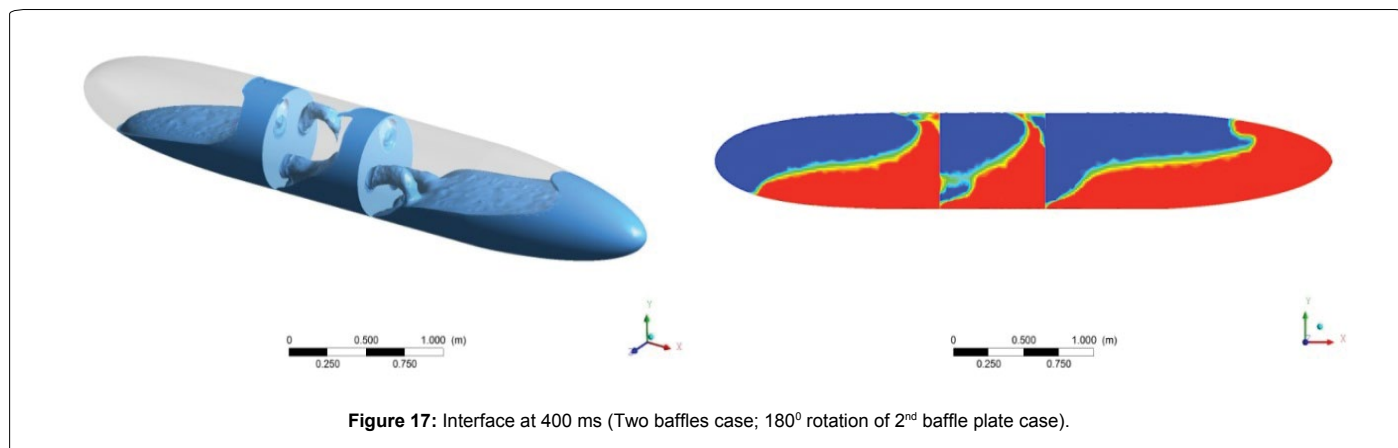 0 0.500 1.000 (m)
0.250 0.750
Y
X
Z
0 0.500 1.000 (m)
0.250 0.750
Y
X
Figure 17: Interface at 400 ms (Two baffles case; 180⁰ rotation of 2ⁿᵈ baffle plate case).